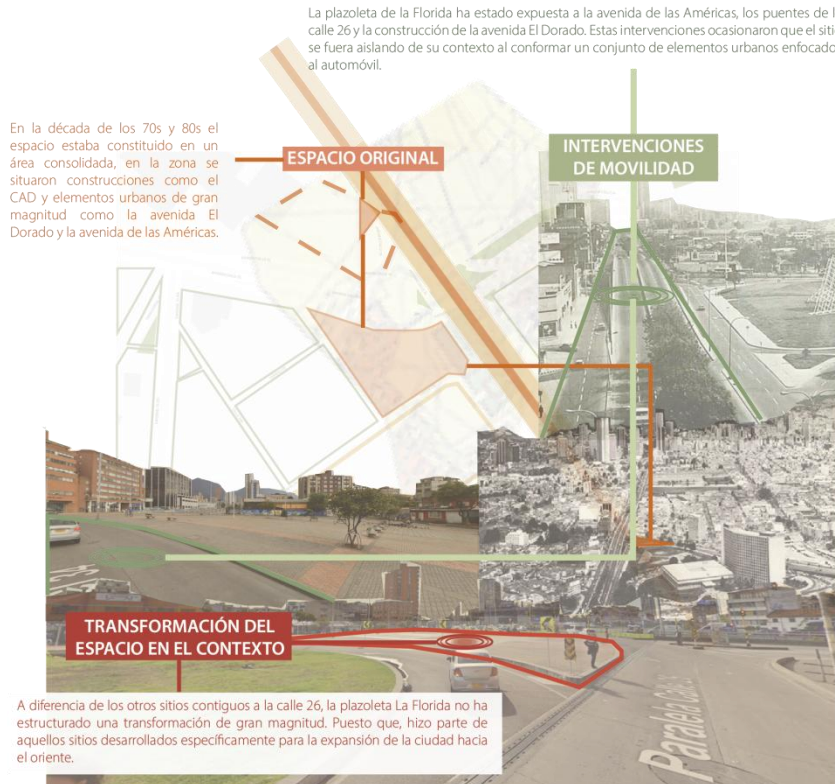 La plazoleta de la Florida ha estado expuesta a la avenida de las Américas, los puentes de
calle 26 y la construcción de la avenida El Dorado. Estas intervenciones ocasionaron que el
se fuera aislando de su contexto al conformar un conjunto de elementos urbanos
al automóvil.
En la década de los 70s y 80s el
espacio estaba constituido en un
área consolidada, en la zona se
situaron construcciones como el
CAD y elementos urbanos de gran
magnitud como la avenida El
Dorado y la avenida de las Américas.
ESPACIO ORIGINAL
INTERVENCIONES
DE MOVILIDAD
TRANSFORMACIÓN DEL
ESPACIO EN EL CONTEXTO
A diferencia de los otros sitios contiguos a la calle 26, la plazoleta La Florida no ha
estructurado una transformación de gran magnitud. Puesto que, hizo parte de
aquellos sitios desarrollados específicamente para la expansión de la ciudad hacia
el oriente.
Paralela Calle 26